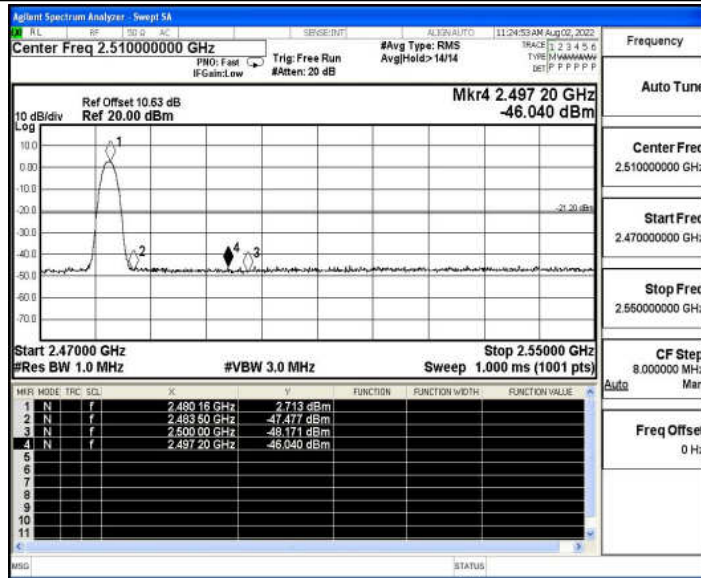 Agilent Spectrum Analyzer - Swept SA
RL RF 50 Ω AC SENSE:INT ALIGNAUTO 11:24:53 AM Aug 02, 2022
Center Freq 2.510000000 GHz
PNO: Fast
IFGain:Low
Trig: Free Run
#Atten: 20 dB
#Avg Type: RMS
Avg|Hold:>14/14
TRACE 1 2 3 4 5 6
TYPE MWWWWW
DET P P P P P P
Ref Offset 10.63 dB
10 dB/div Ref 20.00 dBm
Log
Mkr4 2.497 20 GHz
-46.040 dBm
10.0
0.00
-10.0
-20.0
-30.0
-40.0
-50.0
-60.0
-70.0
1
2
4
3
-21.20 dBm
Start 2.47000 GHz Stop 2.55000 GHz
#Res BW 1.0 MHz #VBW 3.0 MHz Sweep 1.000 ms (1001 pts)
MKR MODE TRC SCL X Y FUNCTION FUNCTION WIDTH FUNCTION VALUE
1 N f 2.480 16 GHz 2.713 dBm
2 N f 2.483 50 GHz -47.477 dBm
3 N f 2.500 00 GHz -48.171 dBm
4 N f 2.497 20 GHz -46.040 dBm
5
6
7
8
9
10
11
MSG STATUS
Frequency
Auto Tune
Center Freq
2.510000000 GHz
Start Freq
2.470000000 GHz
Stop Freq
2.550000000 GHz
CF Step
8.000000 MHz
Auto Man
Freq Offset
0 Hz